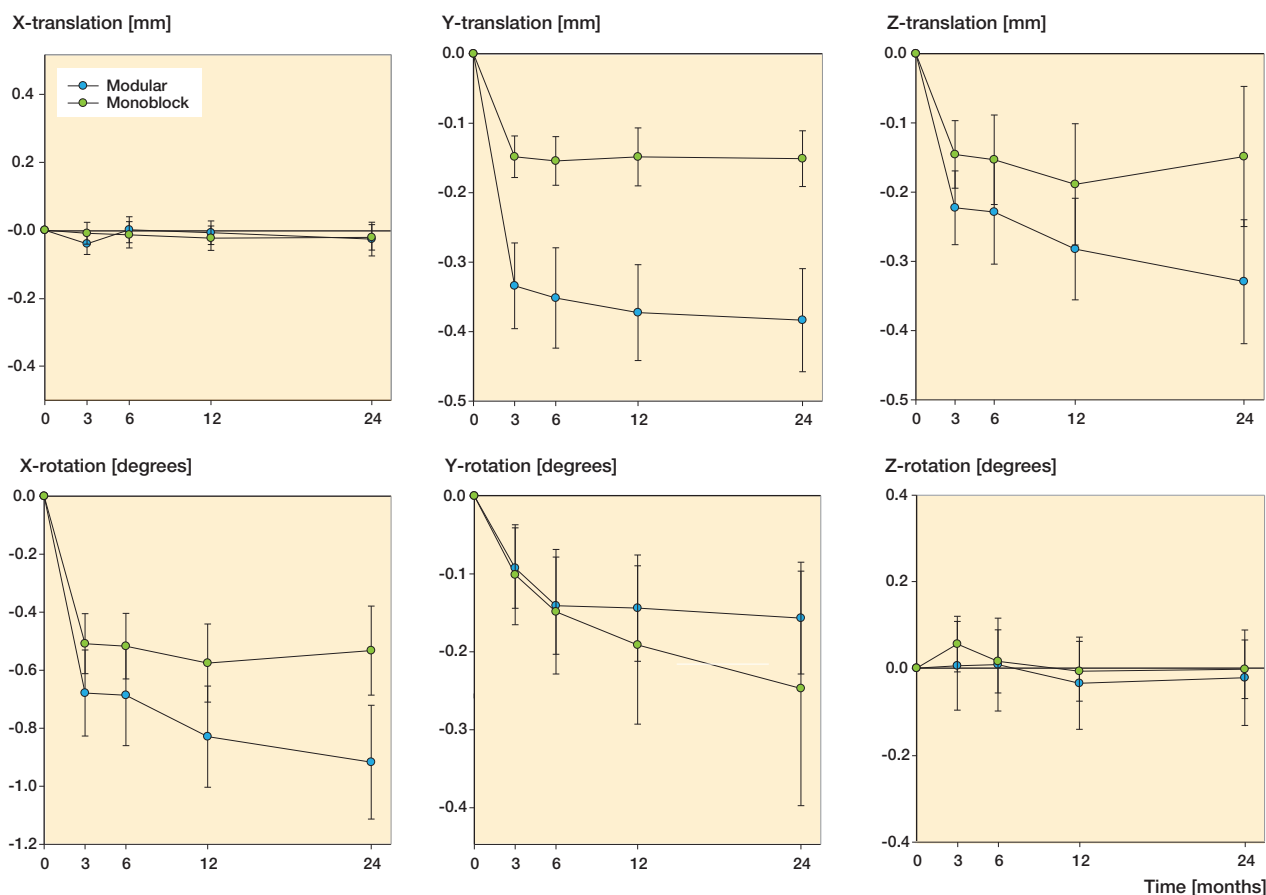 X-translation [mm]
0.4
0.2
-0.0
-0.2
-0.4
0 3 6 12 24
Modular
Monoblock
Y-translation [mm]
0.0
-0.1
-0.2
-0.3
-0.4
-0.5
0 3 6 12 24
Z-translation [mm]
0.0
-0.1
-0.2
-0.3
-0.4
-0.5
0 3 6 12 24
X-rotation [degrees]
0.0
-0.2
-0.4
-0.6
-0.8
-1.0
-1.2
0 3 6 12 24
Y-rotation [degrees]
0.0
-0.1
-0.2
-0.3
-0.4
0 3 6 12 24
Z-rotation [degrees]
0.4
0.2
0.0
-0.2
-0.4
0 3 6 12 24
Time [months]